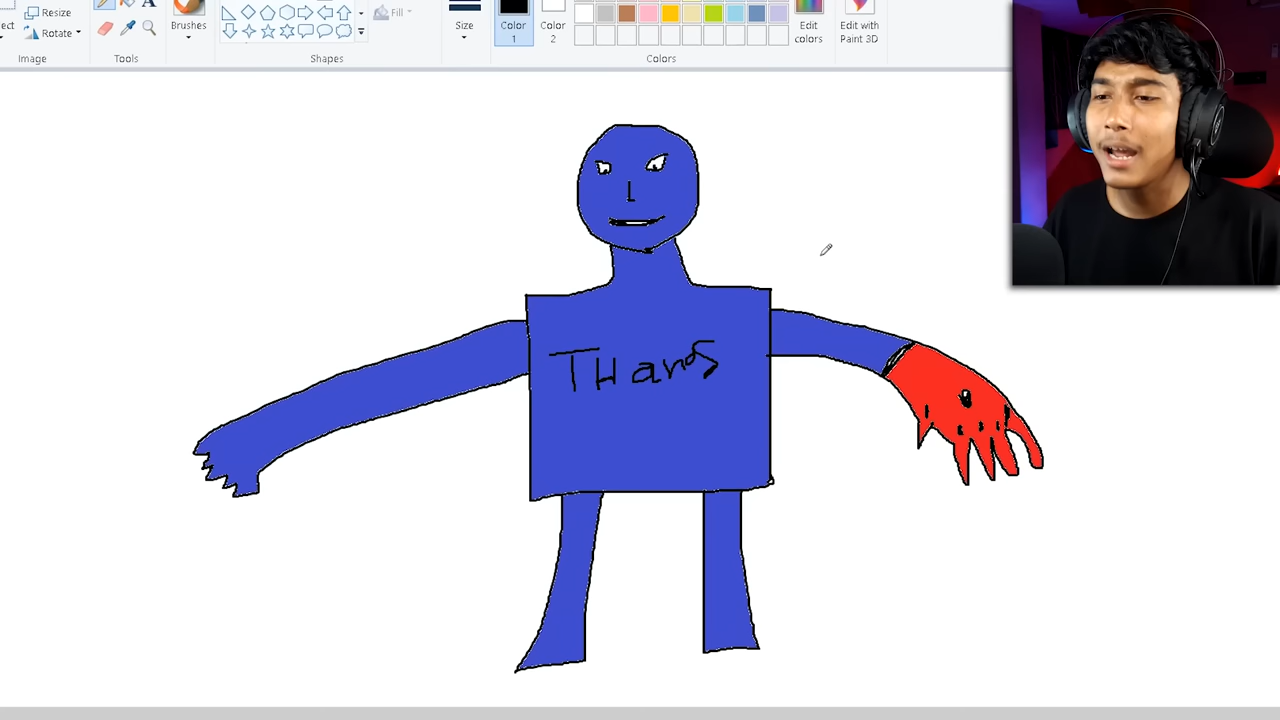 Resize
Rotate
Brushes
Fill
Size
Color
1
Color
2
Edit
colors
Edit with
Paint 3D
Image
Tools
Shapes
Colors
THanos